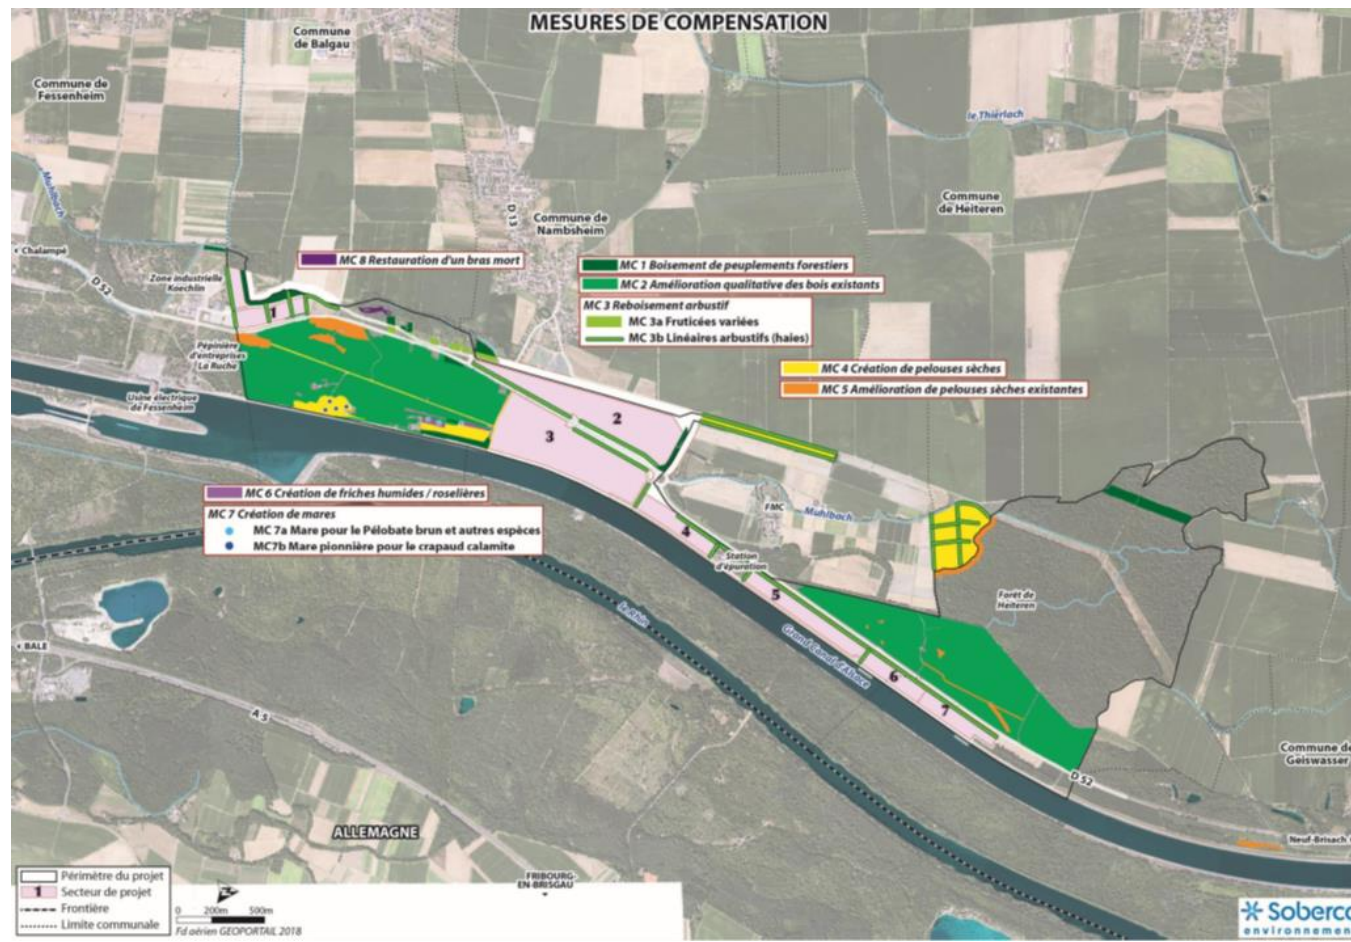 MESURES DE COMPENSATION
Commune
de Balgau
Commune de
Fessenheim
le Thierlach
Muhlbach
Commune
de Heiteren
D 13
Commune de
Nambsheim
Chalampé
D 52
Zone industrielle
Koechlin
MC 8 Restauration d'un bras mort
MC 1 Boisement de peuplements forestiers
MC 2 Amélioration qualitative des bois existants
MC 3 Reboisement arbustif
MC 3a Fruticées variées
MC 3b Linéaires arbustifs (haies)
1
Pépinière
d'entreprises
La Ruche
MC 4 Création de pelouses sèches
MC 5 Amélioration de pelouses sèches existantes
Usine électrique
de Fessenheim
2
3
MC 6 Création de friches humides / roselières
MC 7 Création de mares
MC 7a Mare pour le Pélobate brun et autres espèces
MC7b Mare pionnière pour le crapaud calamite
FMC
Muhlbach
4
Station
d'épuration
5
Forêt de
Heiteren
le Rhin
Grand Canal d'Alsace
BALE
6
7
A 5
D 52
Commune de
Geiswasser
ALLEMAGNE
Neuf-Brisach
FRIBOURG-
EN-BRISGAU
Périmètre du projet
1 Secteur de projet
Frontière
Limite communale
0 200m 500m
Fd aérien GEOPORTAIL 2018
Soberco
environnement